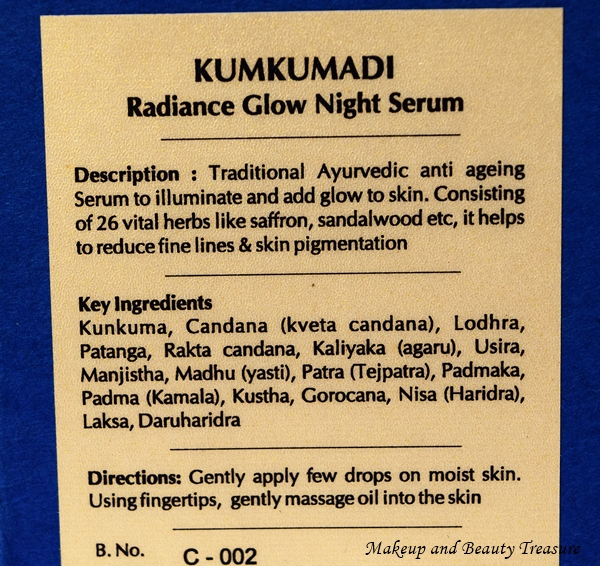 KUMKUMADI
Radiance Glow Night Serum
Description : Traditional Ayurvedic anti ageing
Serum to illuminate and add glow to skin. Consisting
of 26 vital herbs like saffron, sandalwood etc, it helps
to reduce fine lines & skin pigmentation
Key Ingredients
Kunkuma, Candana (kveta candana), Lodhra,
Patanga, Rakta candana, Kaliyaka (agaru), Usira,
Manjistha, Madhu (yasti), Patra (Tejpatra), Padmaka,
Padma (Kamala), Kustha, Gorocana, Nisa (Haridra),
Laksa, Daruharidra
Directions: Gently apply few drops on moist skin.
Using fingertips, gently massage oil into the skin
B. No. C - 002
Makeup and Beauty Treasure